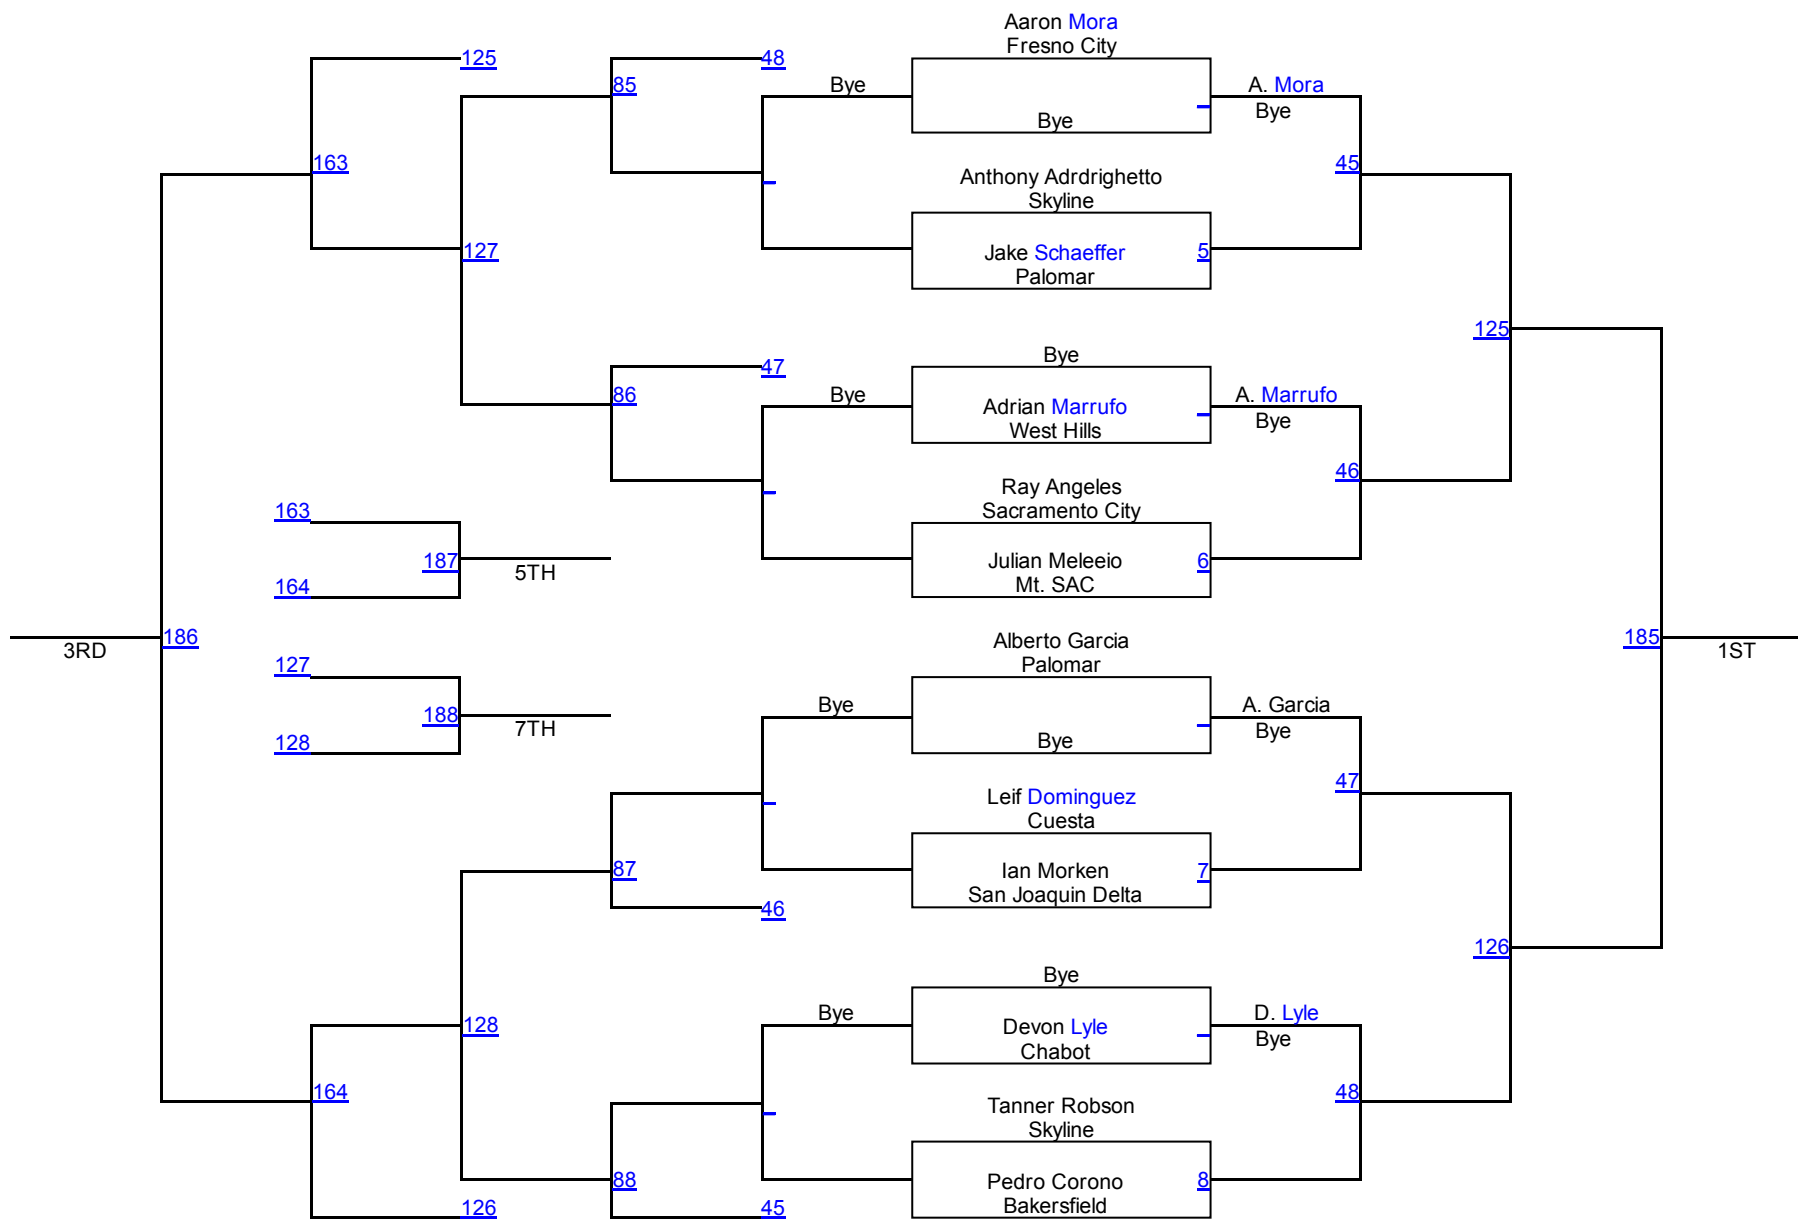 Aaron Mora
Fresno City
125
48
85
Bye
A. Mora
Bye
Bye
163
45
Anthony Adrdrighetto
Skyline
127
Jake Schaeffer
5
Palomar
125
Bye
47
86
Bye
Adrian Marrufo
West Hills
A. Marrufo
Bye
46
Ray Angeles
Sacramento City
163
187
5TH
164
Julian Meleeio
6
Mt. SAC
3RD
186
185
1ST
Alberto Garcia
Palomar
127
188
7TH
128
Bye
A. Garcia
Bye
Bye
47
Leif Dominguez
Cuesta
87
Ian Morken
7
San Joaquin Delta
46
126
Bye
Bye
Devon Lyle
Chabot
D. Lyle
Bye
128
164
48
Tanner Robson
Skyline
88
Pedro Corono
8
Bakersfield
126
45